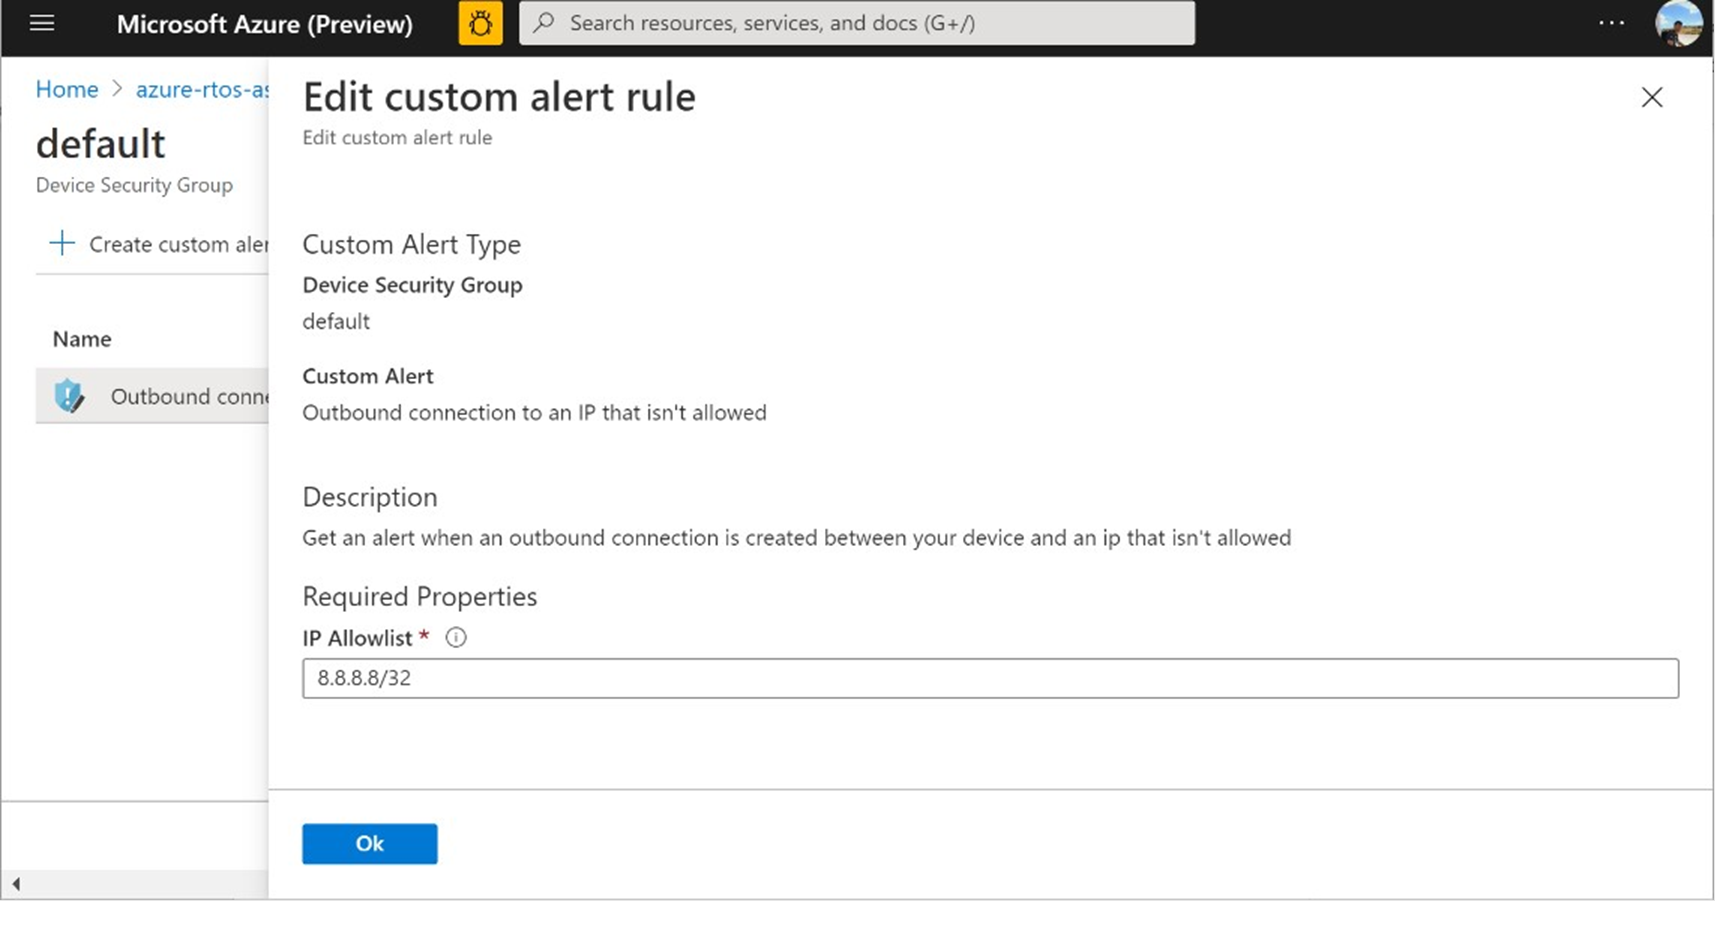 Microsoft Azure (Preview)
Search resources, services, and docs (G+/)
...
Home > azure-rtos-as
default
Device Security Group
+ Create custom aler
Name
Outbound conne
Edit custom alert rule
Edit custom alert rule
Custom Alert Type
Device Security Group
default
Custom Alert
Outbound connection to an IP that isn't allowed
Description
Get an alert when an outbound connection is created between your device and an ip that isn't allowed
Required Properties
IP Allowlist *
8.8.8.8/32
Ok